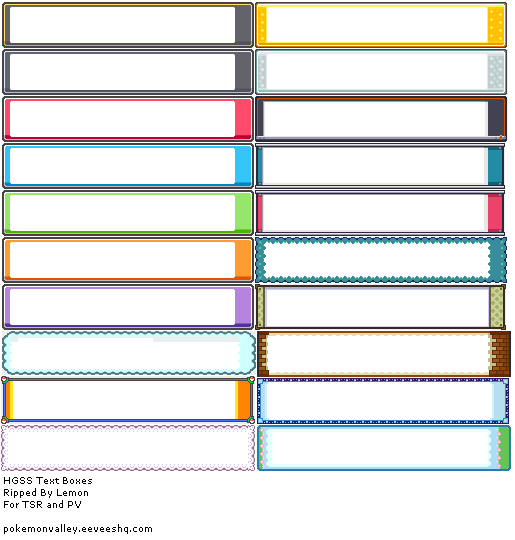 HGSS Text Boxes
Ripped By Lemon
For TSR and PV
pokemonvalley.eeveeshq.com